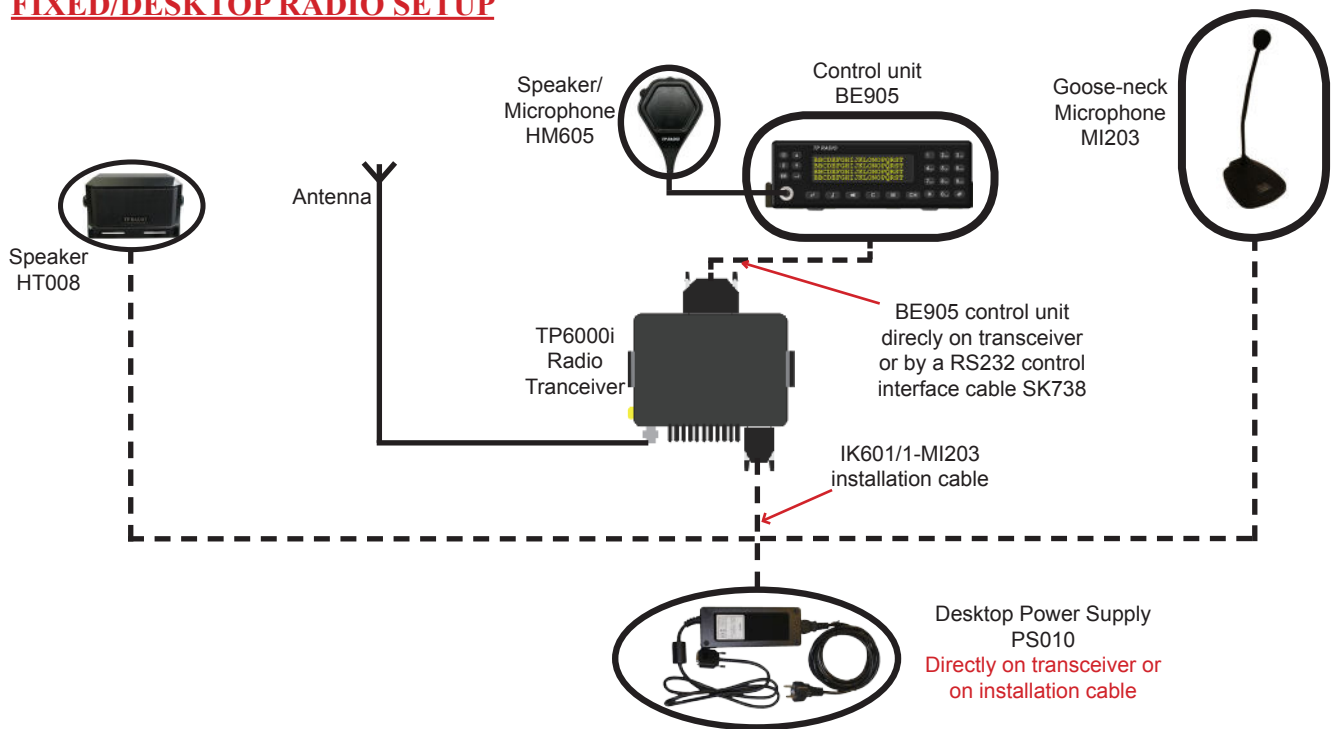 FIXED/DESKTOP RADIO SETUP
Speaker/
Microphone
HM605
Control unit
BE905
Goose-neck
Microphone
MI203
TP RADIO
Antenna
Speaker
HT008
TP6000i
Radio
Tranceiver
BE905 control unit
direcly on transceiver
or by a RS232 control
interface cable SK738
IK601/1-MI203
installation cable
Desktop Power Supply
PS010
Directly on transceiver or
on installation cable